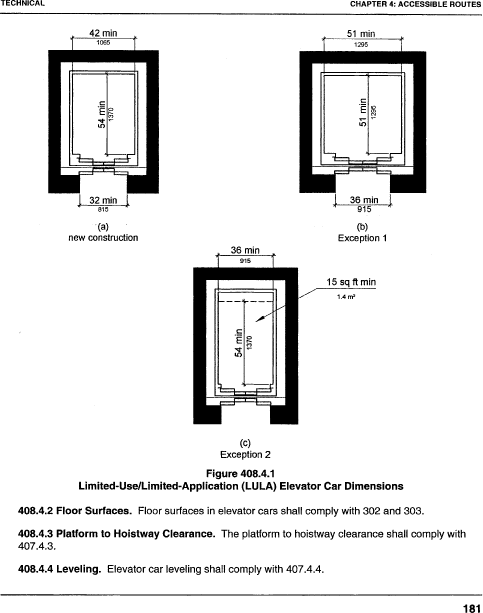 TECHNICAL
CHAPTER 4: ACCESSIBLE ROUTES
42 min
1065
54 min
1370
32 min
815
(a)
new construction
51 min
1295
51 min
1295
36 min
915
(b)
Exception 1
36 min
915
15 sq ft min
1.4 m²
54 min
1370
(c)
Exception 2
Figure 408.4.1
Limited-Use/Limited-Application (LULA) Elevator Car Dimensions
408.4.2 Floor Surfaces. Floor surfaces in elevator cars shall comply with 302 and 303.
408.4.3 Platform to Hoistway Clearance. The platform to hoistway clearance shall comply with
407.4.3.
408.4.4 Leveling. Elevator car leveling shall comply with 407.4.4.
181